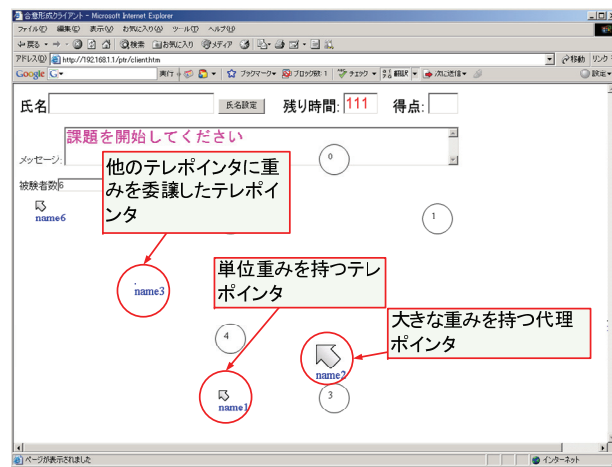 合意形成クライアント - Microsoft Internet Explorer
ファイル(F) 編集(E) 表示(V) お気に入り(A) ツール(T) ヘルプ(H)
戻る 検索 お気に入り メディア
アドレス(D) http://192.168.1.1/ptr/client.htm 移動 リンク
Google 実行 ブックマーク ブロック数: 1 チェック 翻訳 次に送信 設定
氏名 氏名設定 残り時間: 111 得点:
課題を開始してください
メッセージ:
0
被験者数 6
他のテレポインタに重
みを委譲したテレポイ
ンタ
name6
1
name3
単位重みを持つテレ
ポインタ
大きな重みを持つ代理
ポインタ
4
name2
name1
3
ページが表示されました インターネット